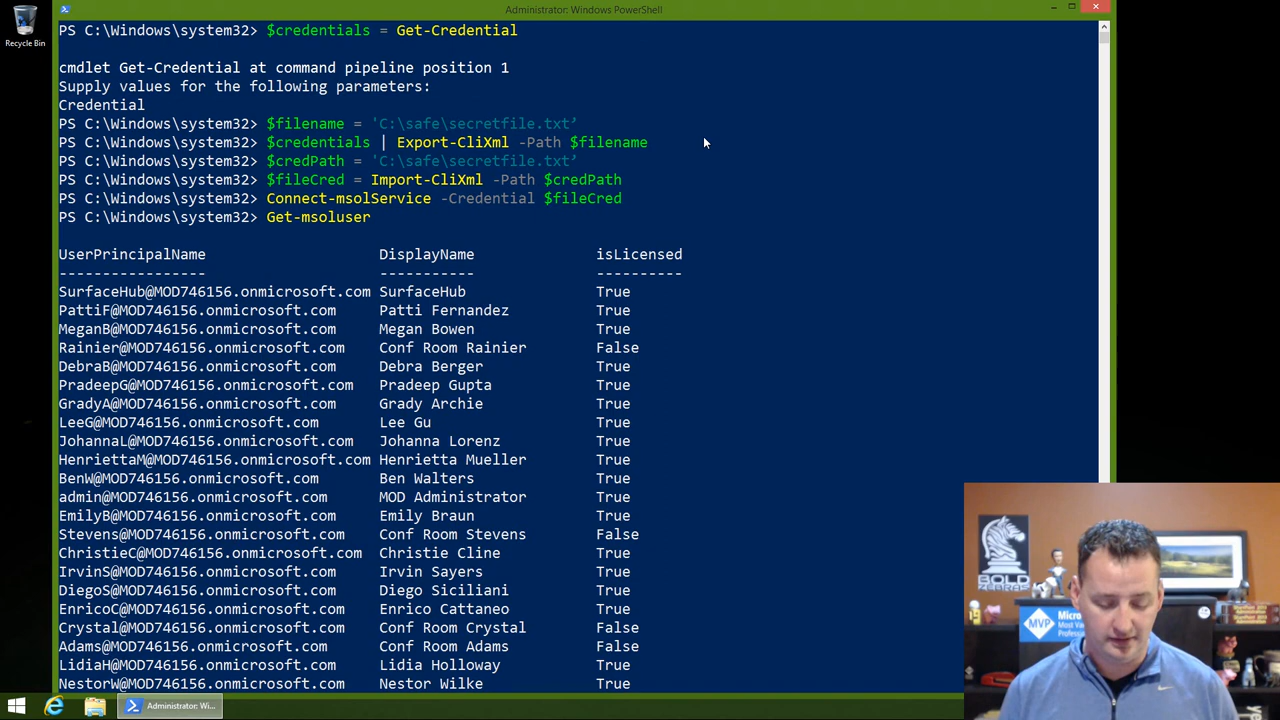 Administrator: Windows PowerShell
Recycle Bin
PS C:\Windows\system32> $credentials = Get-Credential
cmdlet Get-Credential at command pipeline position 1
Supply values for the following parameters:
Credential
PS C:\Windows\system32> $filename = 'C:\safe\secretfile.txt’
PS C:\Windows\system32> $credentials | Export-CliXml -Path $filename
PS C:\Windows\system32> $credPath = 'C:\safe\secretfile.txt’
PS C:\Windows\system32> $fileCred = Import-CliXml -Path $credPath
PS C:\Windows\system32> Connect-msolService -Credential $fileCred
PS C:\Windows\system32> Get-msoluser
UserPrincipalName DisplayName isLicensed
----------------- ----------- ----------
SurfaceHub@MOD746156.onmicrosoft.com SurfaceHub True
PattiF@MOD746156.onmicrosoft.com Patti Fernandez True
MeganB@MOD746156.onmicrosoft.com Megan Bowen True
Rainier@MOD746156.onmicrosoft.com Conf Room Rainier False
DebraB@MOD746156.onmicrosoft.com Debra Berger True
PradeepG@MOD746156.onmicrosoft.com Pradeep Gupta True
GradyA@MOD746156.onmicrosoft.com Grady Archie True
LeeG@MOD746156.onmicrosoft.com Lee Gu True
JohannaL@MOD746156.onmicrosoft.com Johanna Lorenz True
HenriettaM@MOD746156.onmicrosoft.com Henrietta Mueller True
BenW@MOD746156.onmicrosoft.com Ben Walters True
admin@MOD746156.onmicrosoft.com MOD Administrator True
EmilyB@MOD746156.onmicrosoft.com Emily Braun True
Stevens@MOD746156.onmicrosoft.com Conf Room Stevens False
ChristieC@MOD746156.onmicrosoft.com Christie Cline True
IrvinS@MOD746156.onmicrosoft.com Irvin Sayers True
DiegoS@MOD746156.onmicrosoft.com Diego Siciliani True
EnricoC@MOD746156.onmicrosoft.com Enrico Cattaneo True
Crystal@MOD746156.onmicrosoft.com Conf Room Crystal False
Adams@MOD746156.onmicrosoft.com Conf Room Adams False
LidiaH@MOD746156.onmicrosoft.com Lidia Holloway True
NestorW@MOD746156.onmicrosoft.com Nestor Wilke True
BOLD
ZEBRAS
MVP
Micro
Most Va
Profess
Administrator: Wi...